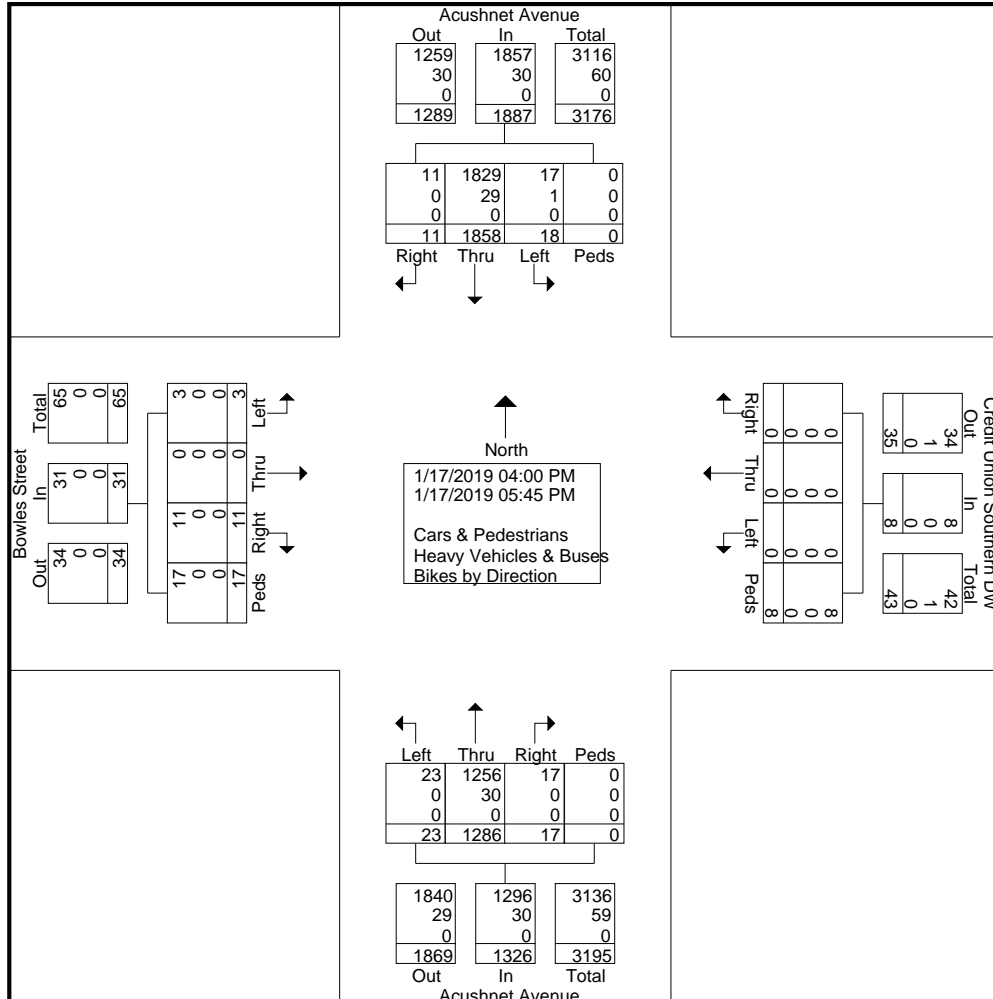 Acushnet Avenue
Out In Total
1259 1857 3116
30 30 60
0 0 0
1289 1887 3176
11 1829 17 0
0 29 1 0
0 0 0 0
11 1858 18 0
Right Thru Left Peds
Bowles Street
Total In Out
65 31 34
0 0 0
0 0 0
65 31 34
3 0 11 17
0 0 0 0
0 0 0 0
3 0 11 17
Left Thru Right Peds
North
1/17/2019 04:00 PM
1/17/2019 05:45 PM
Cars & Pedestrians
Heavy Vehicles & Buses
Bikes by Direction
Credit Union Southern DW
Out In Total
34 8 42
1 0 1
0 0 0
35 8 43
0 0 0 8
0 0 0 0
0 0 0 0
0 0 0 8
Right Thru Left Peds
Left Thru Right Peds
23 1256 17 0
0 30 0 0
0 0 0 0
23 1286 17 0
1840 1296 3136
29 30 59
0 0 0
1869 1326 3195
Out In Total
Acushnet Avenue